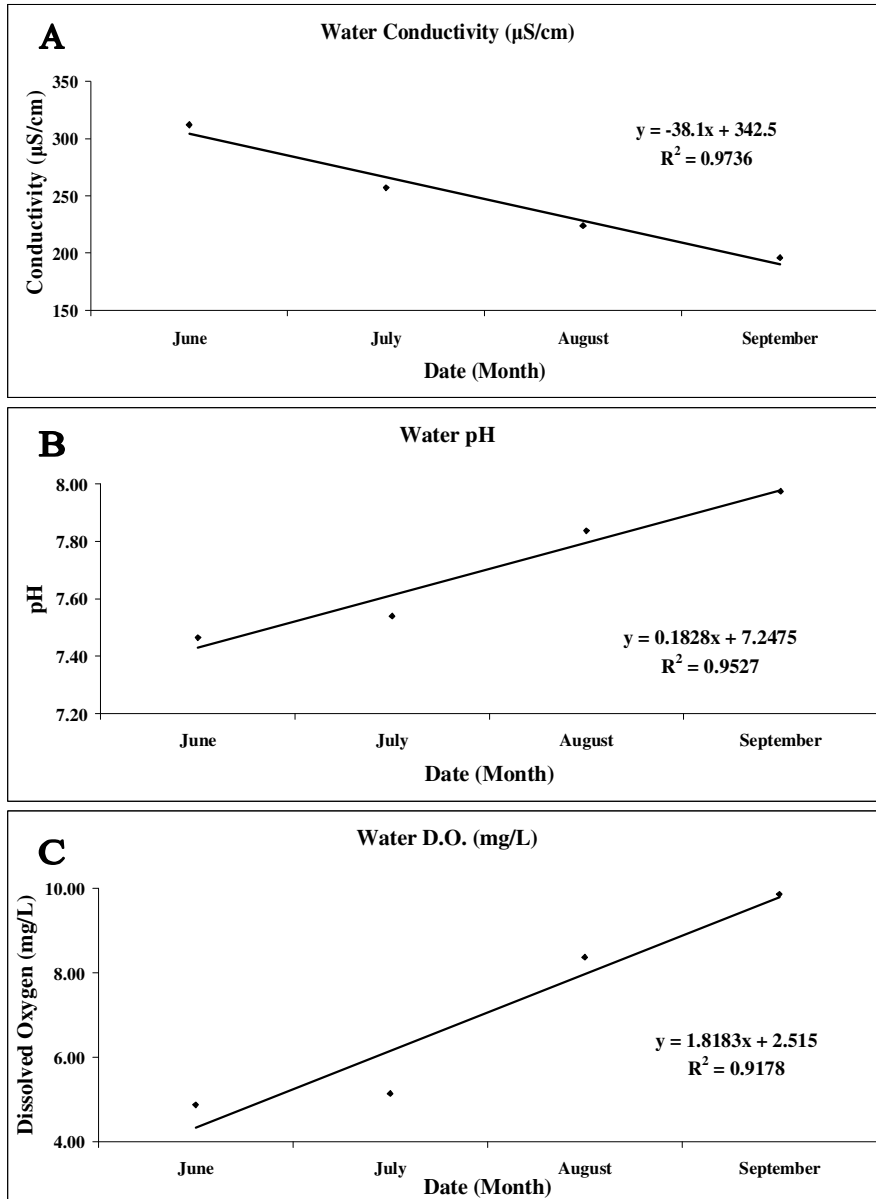 A
Water Conductivity (µS/cm)
Conductivity (µS/cm)
350
300
250
200
150
y = -38.1x + 342.5
R² = 0.9736
June July August September
Date (Month)
B
Water pH
pH
8.00
7.80
7.60
7.40
7.20
y = 0.1828x + 7.2475
R² = 0.9527
June July August September
Date (Month)
C
Water D.O. (mg/L)
Dissolved Oxygen (mg/L)
10.00
8.00
6.00
4.00
y = 1.8183x + 2.515
R² = 0.9178
June July August September
Date (Month)